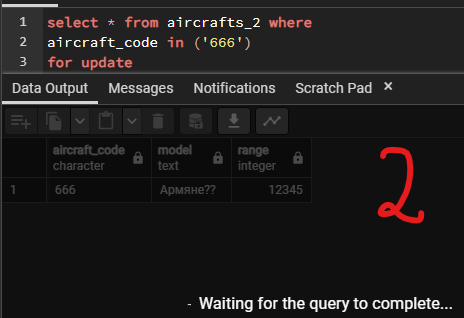 1 select * from aircrafts_2 where
2 aircraft_code in ('666')
3 for update
Data Output Messages Notifications Scratch Pad ×
aircraft_code model range
character text integer
1 666 Армяне?? 12345
2
- Waiting for the query to complete...